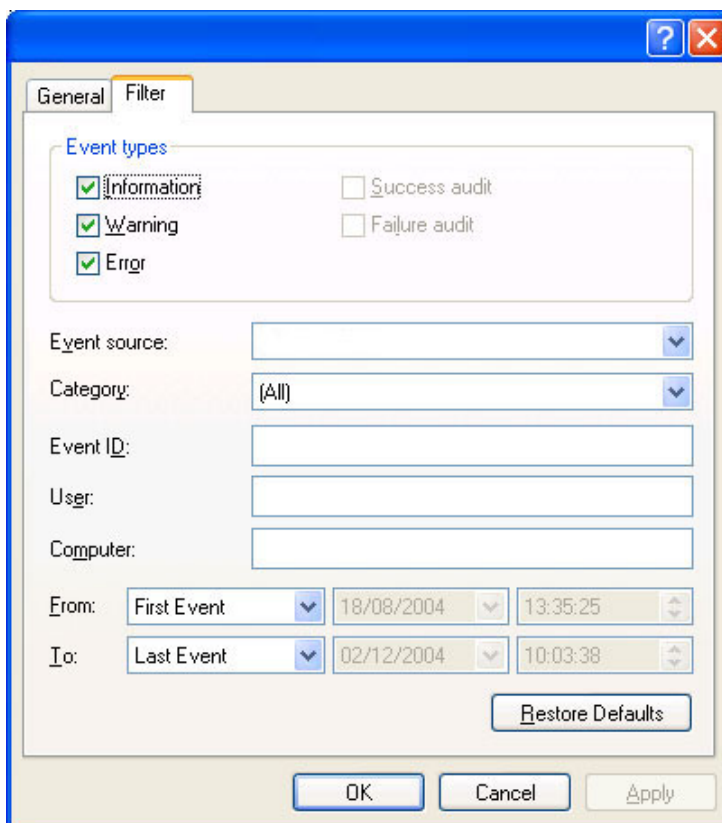 General Filter
Event types
Information Success audit
Warning Failure audit
Error
Event source:
Category: (All)
Event ID:
User:
Computer:
From: First Event 18/08/2004 13:35:25
To: Last Event 02/12/2004 10:03:38
Restore Defaults
OK Cancel Apply